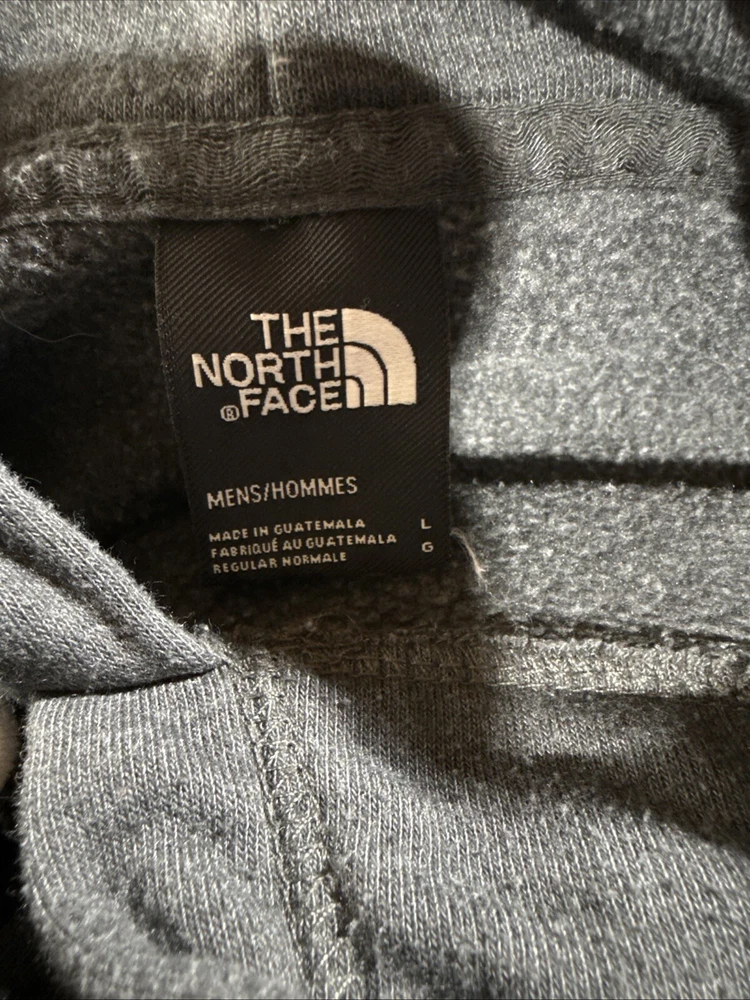 THE
NORTH
®FACE
MENS/HOMMES
MADE IN GUATEMALA L
FABRIQUÉ AU GUATEMALA G
REGULAR NORMALE